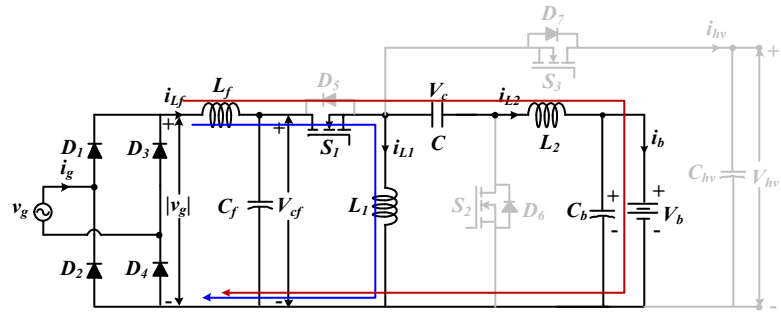 D7
ihv
+
S3
iLf
Lf
D5
Vc
iL2
+
S1
+
C
L2
ib
D1
D3
iL1
ig
Chv
Vhv
vg
|vg|
Cf
Vcf
L1
S2
D6
Cb
+
+
Vb
D2
D4
-
-
-
-
-